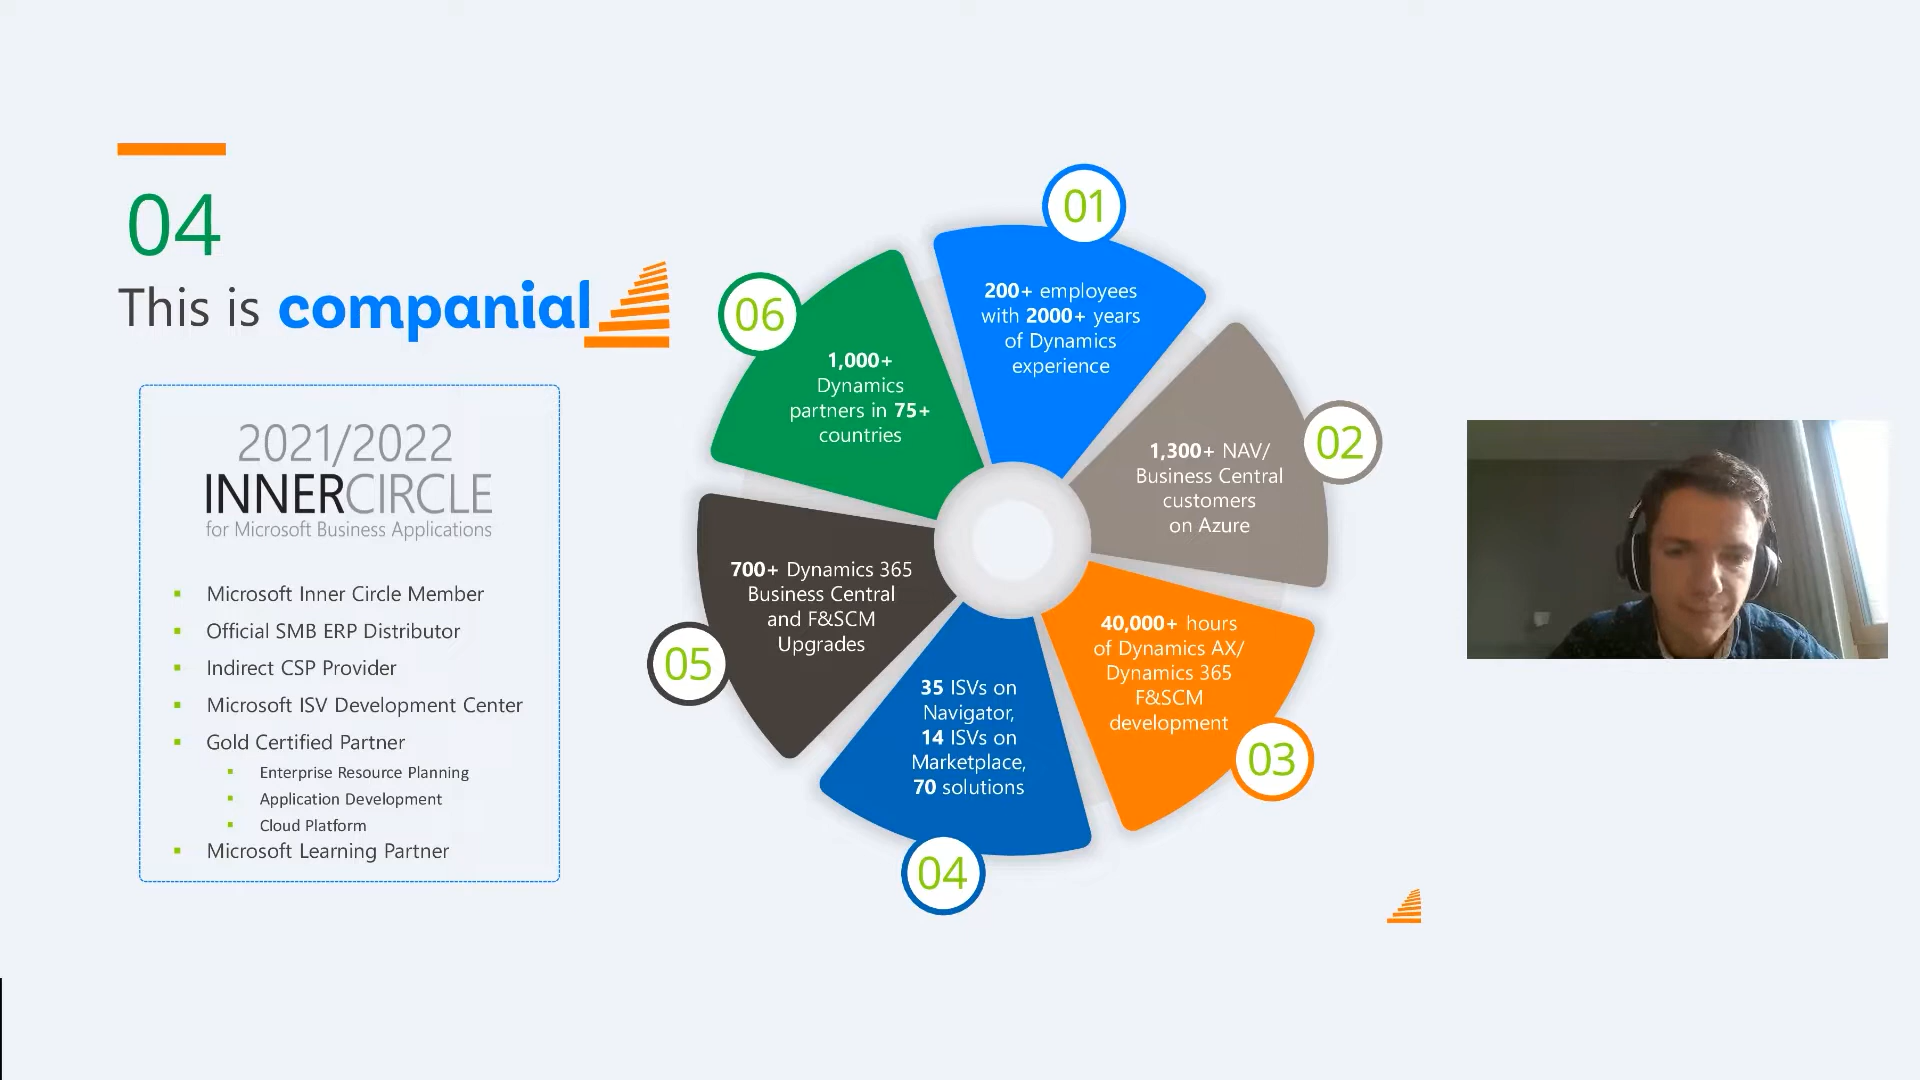 04
This is companial
2021/2022
INNERCIRCLE
for Microsoft Business Applications
Microsoft Inner Circle Member
Official SMB ERP Distributor
Indirect CSP Provider
Microsoft ISV Development Center
Gold Certified Partner
Enterprise Resource Planning
Application Development
Cloud Platform
Microsoft Learning Partner
01
200+ employees
with 2000+ years
of Dynamics
experience
02
1,300+ NAV/
Business Central
customers
on Azure
03
40,000+ hours
of Dynamics AX/
Dynamics 365
F&SCM
development
04
35 ISVs on
Navigator,
14 ISVs on
Marketplace,
70 solutions
05
700+ Dynamics 365
Business Central
and F&SCM
Upgrades
06
1,000+
Dynamics
partners in 75+
countries